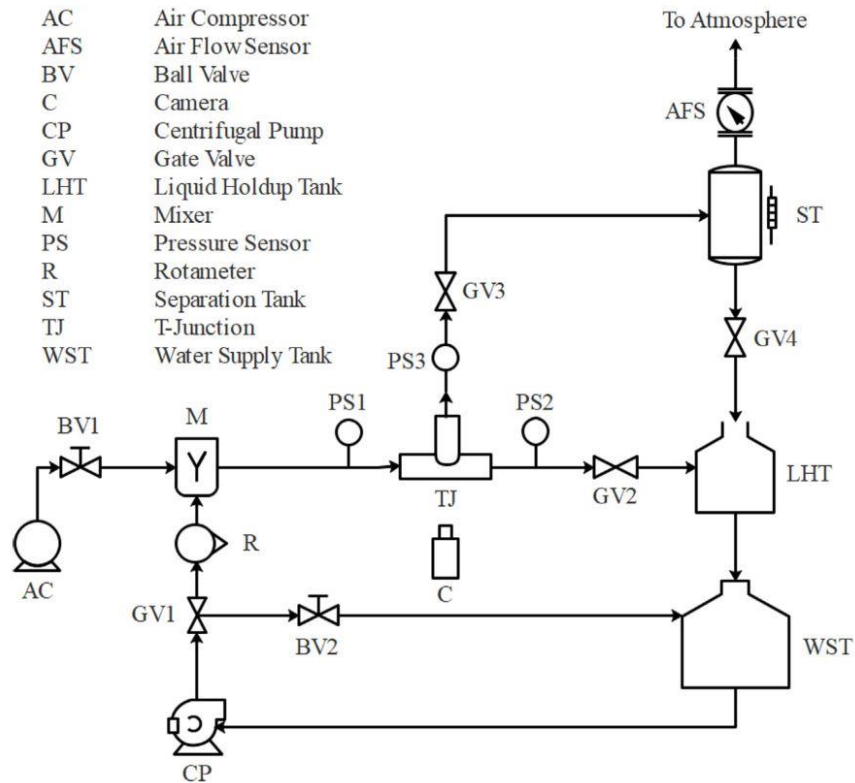 AC Air Compressor
AFS Air Flow Sensor
BV Ball Valve
C Camera
CP Centrifugal Pump
GV Gate Valve
LHT Liquid Holdup Tank
M Mixer
PS Pressure Sensor
R Rotameter
ST Separation Tank
TJ T-Junction
WST Water Supply Tank
To Atmosphere
AFS
ST
GV3
GV4
PS3
BV1
M
PS1
PS2
TJ
GV2
LHT
AC
R
C
GV1
BV2
WST
CP